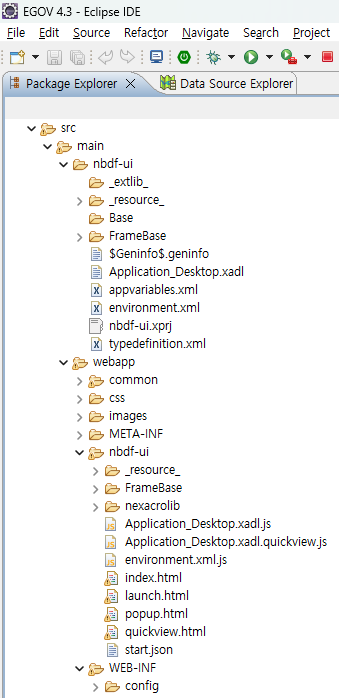 EGOV 4.3 - Eclipse IDE
File Edit Source Refactor Navigate Search Project
Package Explorer Data Source Explorer
src
main
nbdf-ui
_extlib_
_resource_
Base
FrameBase
$Geninfo$.geninfo
Application_Desktop.xadl
appvariables.xml
environment.xml
nbdf-ui.xprj
typedefinition.xml
webapp
common
css
images
META-INF
nbdf-ui
_resource_
FrameBase
nexacrolib
Application_Desktop.xadl.js
Application_Desktop.xadl.quickview.js
environment.xml.js
index.html
launch.html
popup.html
quickview.html
start.json
WEB-INF
config